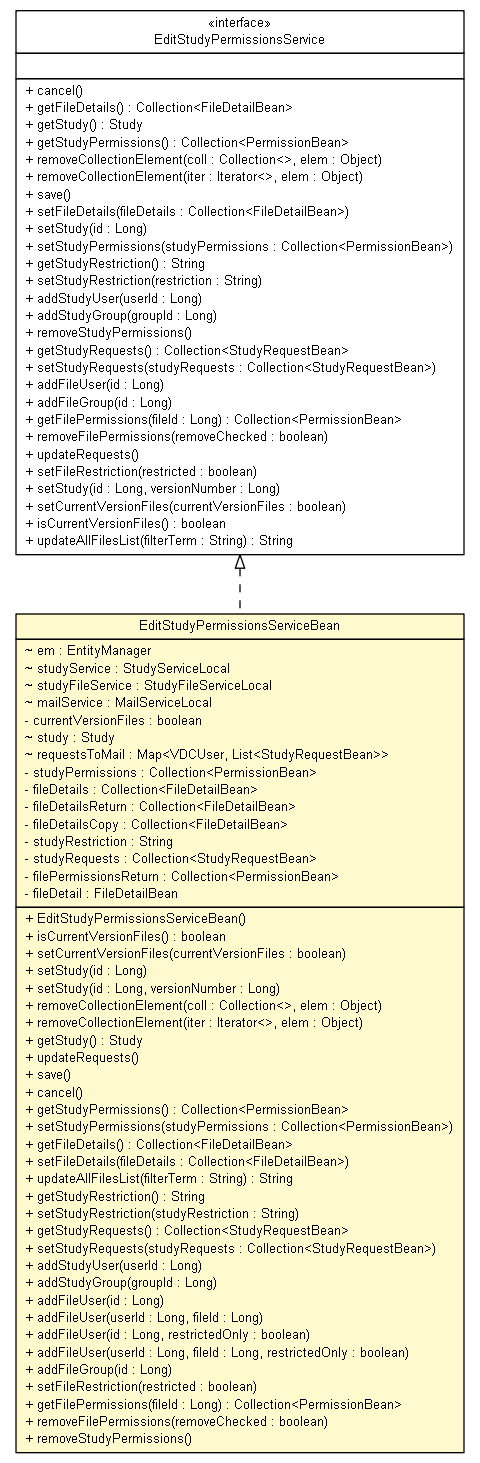 «interface»
EditStudyPermissionsService
+ cancel()
+ getFileDetails() : Collection<FileDetailBean>
+ getStudy() : Study
+ getStudyPermissions() : Collection<PermissionBean>
+ removeCollectionElement(coll : Collection<>, elem : Object)
+ removeCollectionElement(iter : Iterator<>, elem : Object)
+ save()
+ setFileDetails(fileDetails : Collection<FileDetailBean>)
+ setStudy(id : Long)
+ setStudyPermissions(studyPermissions : Collection<PermissionBean>)
+ getStudyRestriction() : String
+ setStudyRestriction(restriction : String)
+ addStudyUser(userId : Long)
+ addStudyGroup(groupId : Long)
+ removeStudyPermissions()
+ getStudyRequests() : Collection<StudyRequestBean>
+ setStudyRequests(studyRequests : Collection<StudyRequestBean>)
+ addFileUser(id : Long)
+ addFileGroup(id : Long)
+ getFilePermissions(fileId : Long) : Collection<PermissionBean>
+ removeFilePermissions(removeChecked : boolean)
+ updateRequests()
+ setFileRestriction(restricted : boolean)
+ setStudy(id : Long, versionNumber : Long)
+ setCurrentVersionFiles(currentVersionFiles : boolean)
+ isCurrentVersionFiles() : boolean
+ updateAllFilesList(filterTerm : String) : String
EditStudyPermissionsServiceBean
~ em : EntityManager
~ studyService : StudyServiceLocal
~ studyFileService : StudyFileServiceLocal
~ mailService : MailServiceLocal
- currentVersionFiles : boolean
~ study : Study
~ requestsToMail : Map<VDCUser, List<StudyRequestBean>>
- studyPermissions : Collection<PermissionBean>
- fileDetails : Collection<FileDetailBean>
- fileDetailsReturn : Collection<FileDetailBean>
- fileDetailsCopy : Collection<FileDetailBean>
- studyRestriction : String
- studyRequests : Collection<StudyRequestBean>
- filePermissionsReturn : Collection<PermissionBean>
- fileDetail : FileDetailBean
+ EditStudyPermissionsServiceBean()
+ isCurrentVersionFiles() : boolean
+ setCurrentVersionFiles(currentVersionFiles : boolean)
+ setStudy(id : Long)
+ setStudy(id : Long, versionNumber : Long)
+ removeCollectionElement(coll : Collection<>, elem : Object)
+ removeCollectionElement(iter : Iterator<>, elem : Object)
+ getStudy() : Study
+ updateRequests()
+ save()
+ cancel()
+ getStudyPermissions() : Collection<PermissionBean>
+ setStudyPermissions(studyPermissions : Collection<PermissionBean>)
+ getFileDetails() : Collection<FileDetailBean>
+ setFileDetails(fileDetails : Collection<FileDetailBean>)
+ updateAllFilesList(filterTerm : String) : String
+ getStudyRestriction() : String
+ setStudyRestriction(studyRestriction : String)
+ getStudyRequests() : Collection<StudyRequestBean>
+ setStudyRequests(studyRequests : Collection<StudyRequestBean>)
+ addStudyUser(userId : Long)
+ addStudyGroup(groupId : Long)
+ addFileUser(id : Long)
+ addFileUser(userId : Long, fileId : Long)
+ addFileUser(id : Long, restrictedOnly : boolean)
+ addFileUser(userId : Long, fileId : Long, restrictedOnly : boolean)
+ addFileGroup(id : Long)
+ setFileRestriction(restricted : boolean)
+ getFilePermissions(fileId : Long) : Collection<PermissionBean>
+ removeFilePermissions(removeChecked : boolean)
+ removeStudyPermissions()